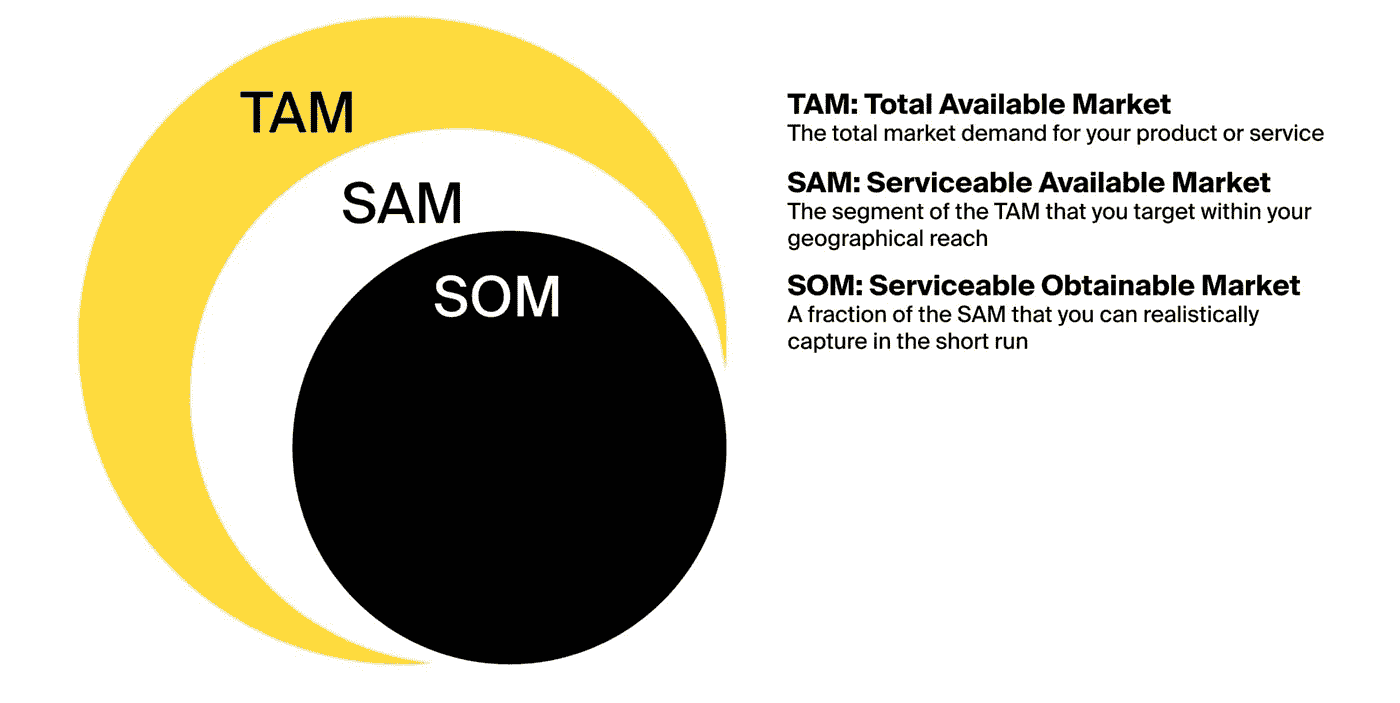 TAM
SAM
SOM
TAM: Total Available Market
The total market demand for your product or service
SAM: Serviceable Available Market
The segment of the TAM that you target within your
geographical reach
SOM: Serviceable Obtainable Market
A fraction of the SAM that you can realistically
capture in the short run